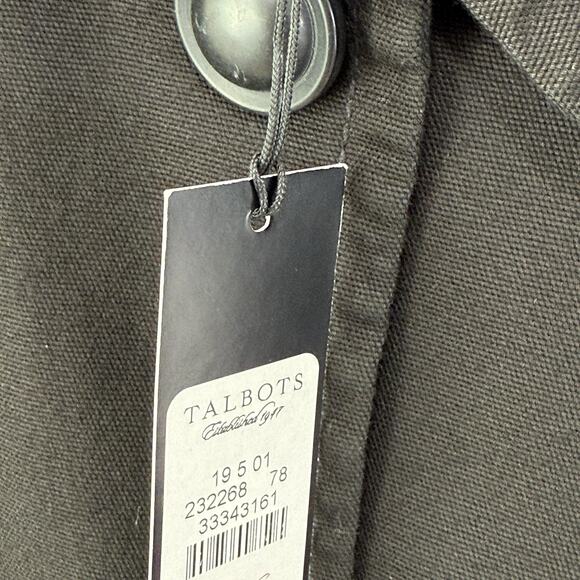 TALBOTS
Established 1947
19 5 01
232268 78
33343161